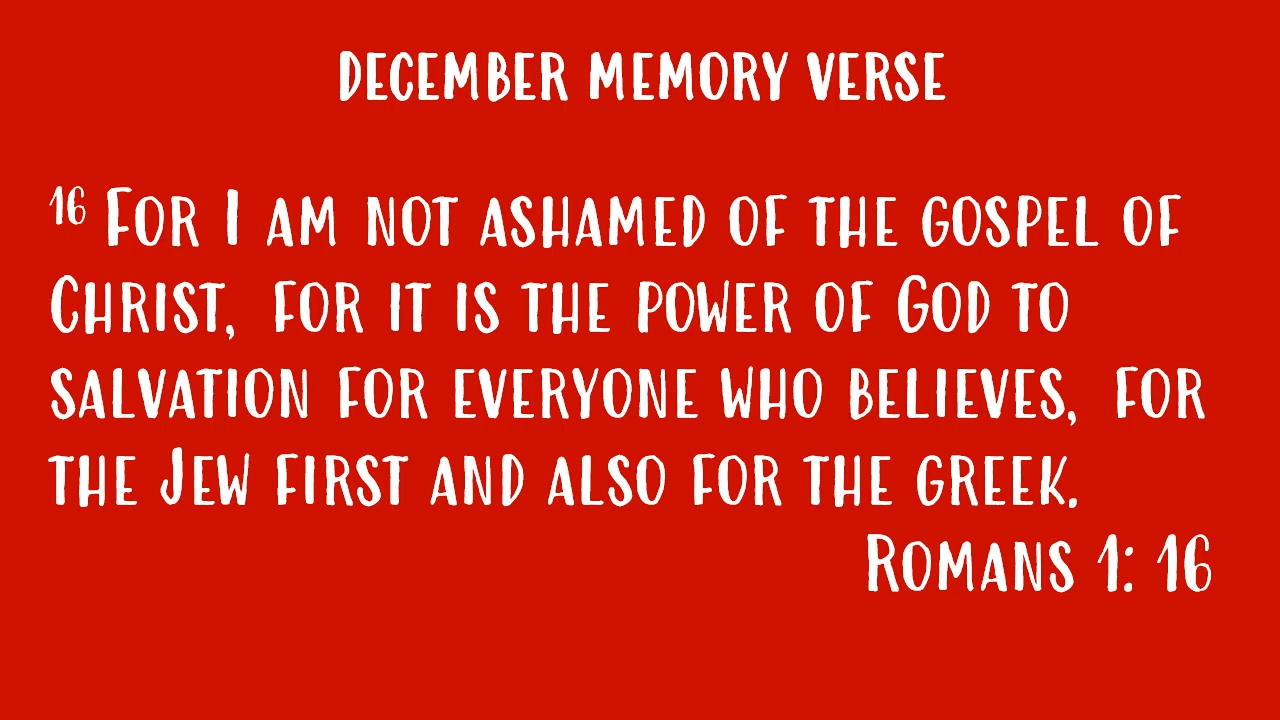 DECEMBER MEMORY VERSE
16 For I am not ashamed of the gospel of
Christ, for it is the power of God to
salvation for everyone who believes, for
the Jew first and also for the greek.
Romans 1: 16